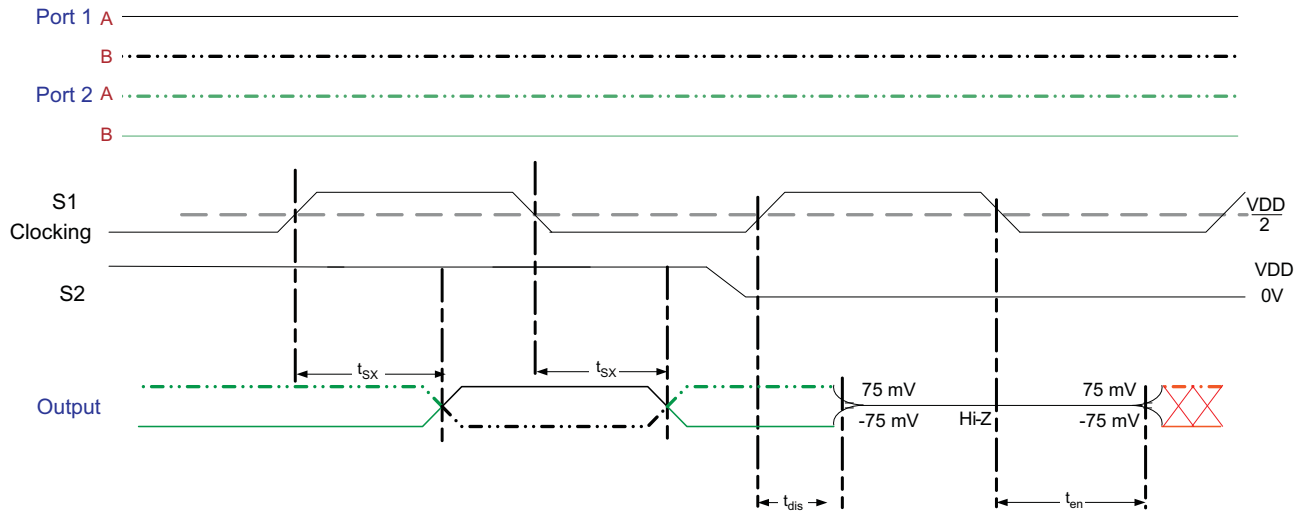 Port 1 A
B
Port 2 A
B
S1
Clocking
VDD
2
S2
VDD
0V
tSX
tSX
Output
75 mV
-75 mV
Hi-Z
75 mV
-75 mV
tdis
ten